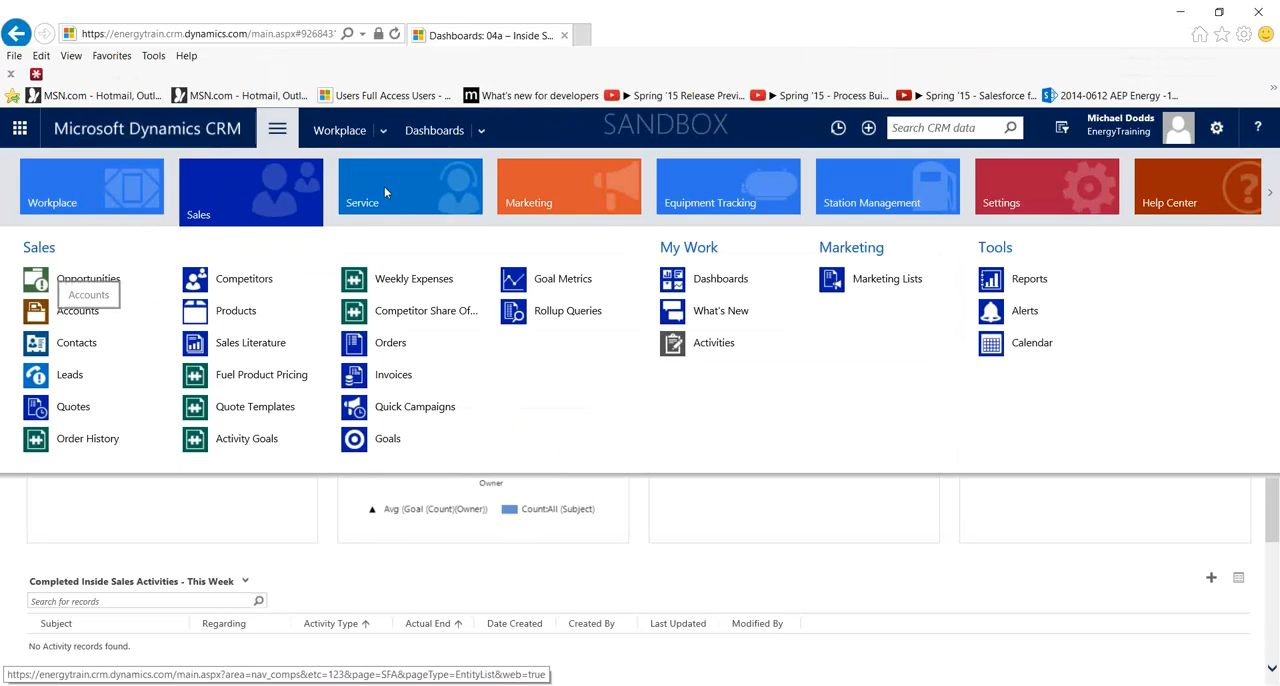 https://energytrain.crm.dynamics.com/main.aspx#926843
Dashboards: 04a – Inside S...
File Edit View Favorites Tools Help
x
MSN.com - Hotmail, Outl...
MSN.com - Hotmail, Outl...
Users Full Access Users - ...
What's new for developers
▶ Spring '15 Release Previ...
▶ Spring '15 - Process Bui...
▶ Spring '15 - Salesforce f...
2014-0612 AEP Energy -1...
»
Microsoft Dynamics CRM
Workplace
Dashboards
SANDBOX
Search CRM data
Michael Dodds
EnergyTraining
?
Workplace
Sales
Service
Marketing
Equipment Tracking
Station Management
Settings
Help Center
Sales
My Work
Marketing
Tools
Opportunities
Competitors
Weekly Expenses
Goal Metrics
Dashboards
Marketing Lists
Reports
Accounts
Accounts
Products
Competitor Share Of...
Rollup Queries
What's New
Alerts
Contacts
Sales Literature
Orders
Activities
Calendar
Leads
Fuel Product Pricing
Invoices
Quotes
Quote Templates
Quick Campaigns
Order History
Activity Goals
Goals
Owner
Avg (Goal (Count)(Owner))
Count:All (Subject)
Completed Inside Sales Activities - This Week
Search for records
Subject
Regarding
Activity Type
Actual End
Date Created
Created By
Last Updated
Modified By
No Activity records found.
https://energytrain.crm.dynamics.com/main.aspx?area=nav_comps&etc=123&page=SFA&pageType=EntityList&web=true